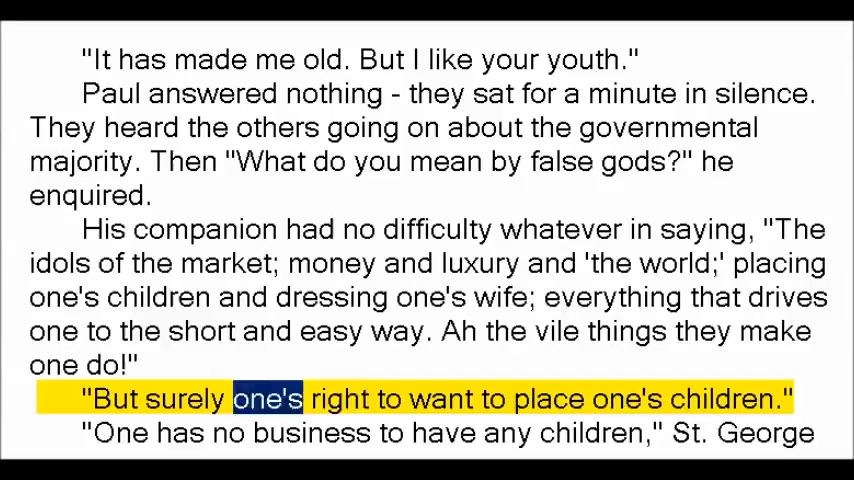 "It has made me old. But I like your youth."
Paul answered nothing - they sat for a minute in silence.
They heard the others going on about the governmental
majority. Then "What do you mean by false gods?" he
enquired.
His companion had no difficulty whatever in saying, "The
idols of the market; money and luxury and 'the world;' placing
one's children and dressing one's wife; everything that drives
one to the short and easy way. Ah the vile things they make
one do!"
"But surely one's right to want to place one's children."
"One has no business to have any children," St. George